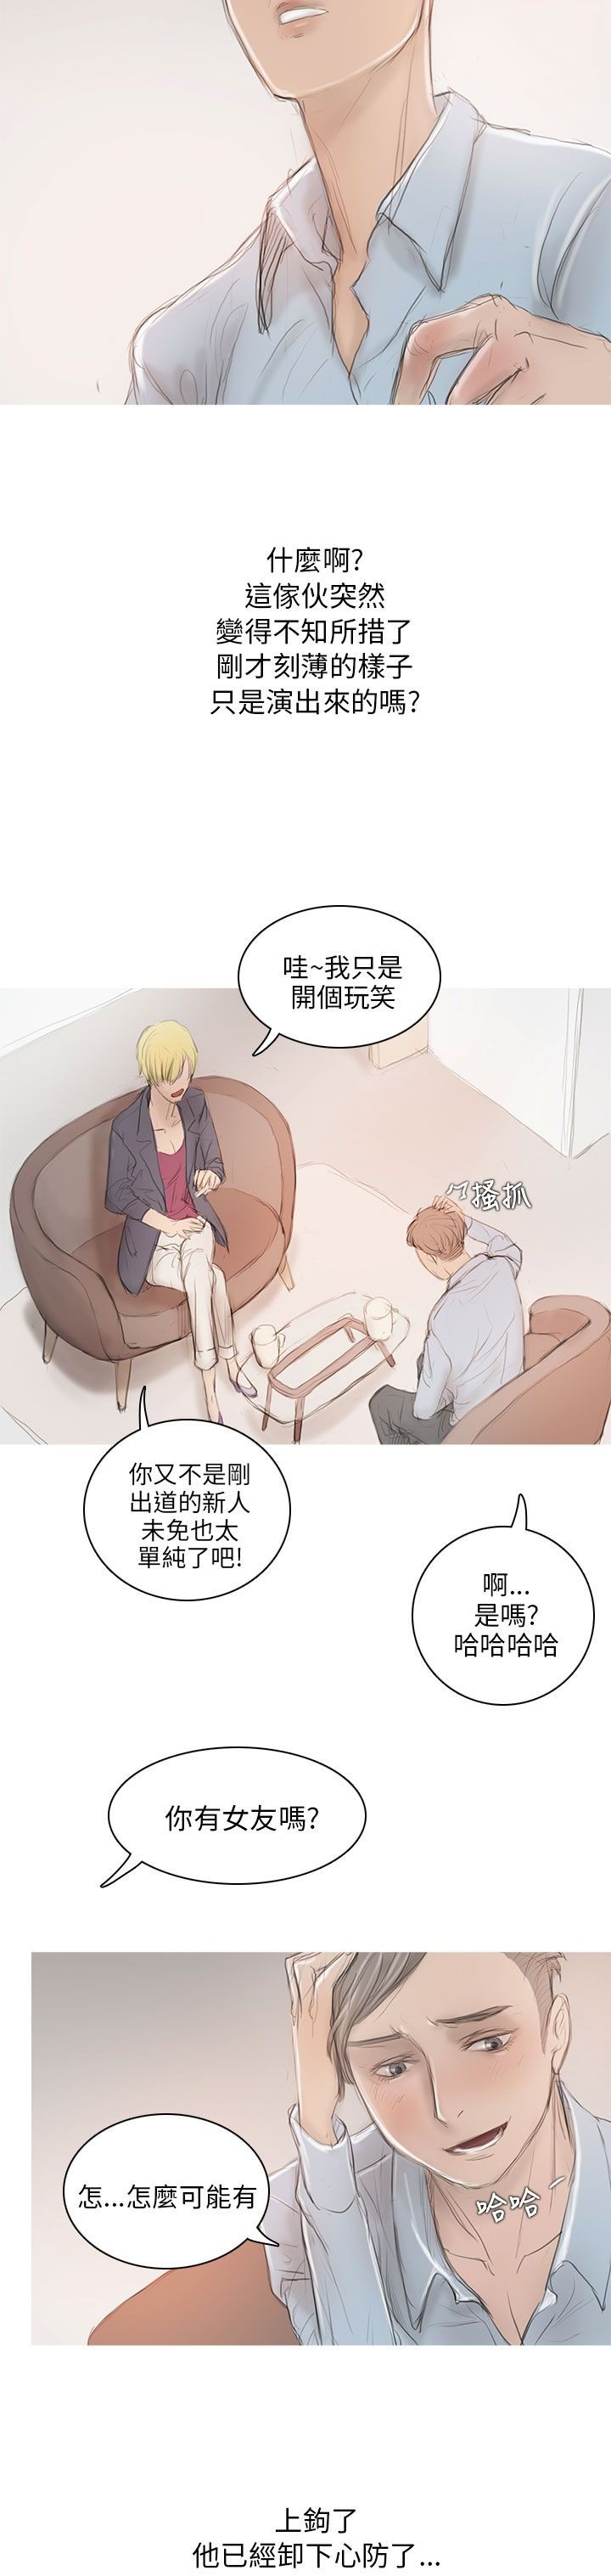 什麼啊?
這傢伙突然
變得不知所措了
剛才刻薄的樣子
只是演出來的嗎?
哇~我只是
開個玩笑
搔抓
你又不是剛
出道的新人
未免也太
單純了吧!
啊...
是嗎?
哈哈哈哈
你有女友嗎?
怎...怎麼可能有
哈哈
上鉤了
他已經卸下心防了...